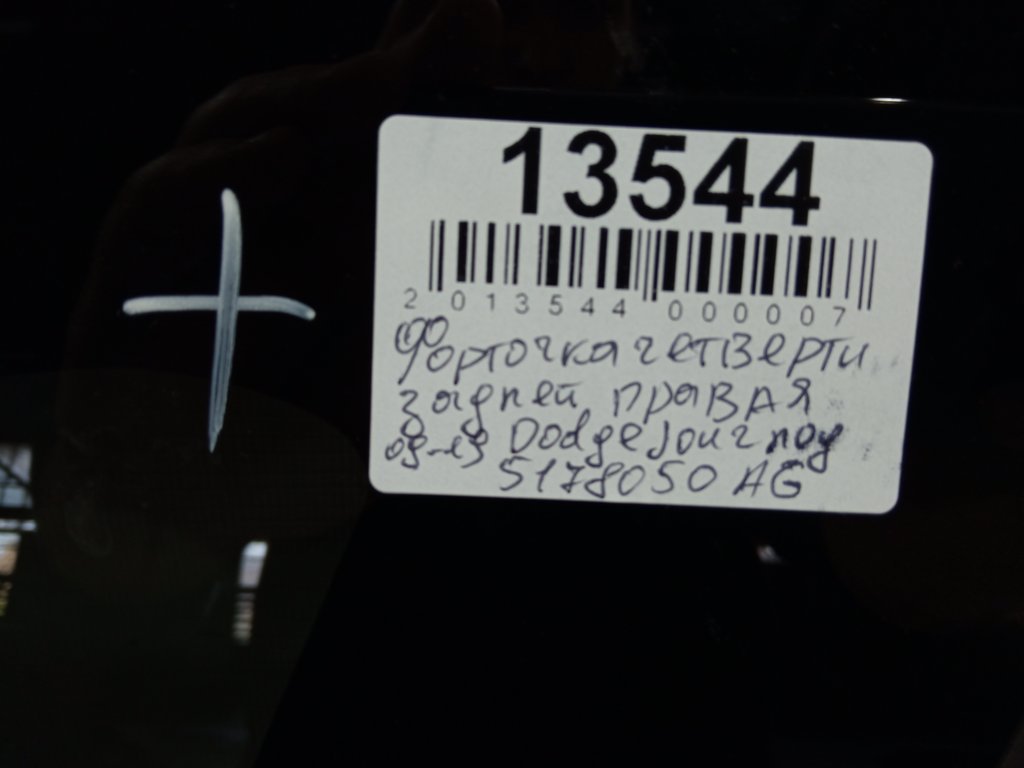 13544
2 013544 000007
Форточка четверти
задней правая
09-19 Dodge Journey
5178050 AG